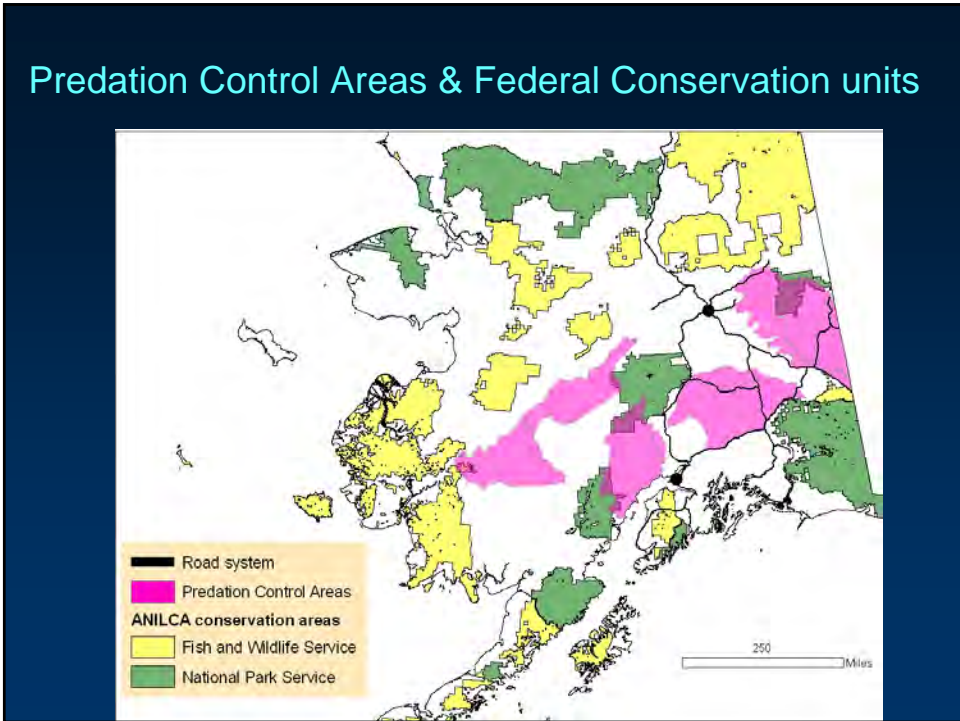 Predation Control Areas & Federal Conservation units
Road system
Predation Control Areas
ANILCA conservation areas
Fish and Wildlife Service
National Park Service
250
Miles